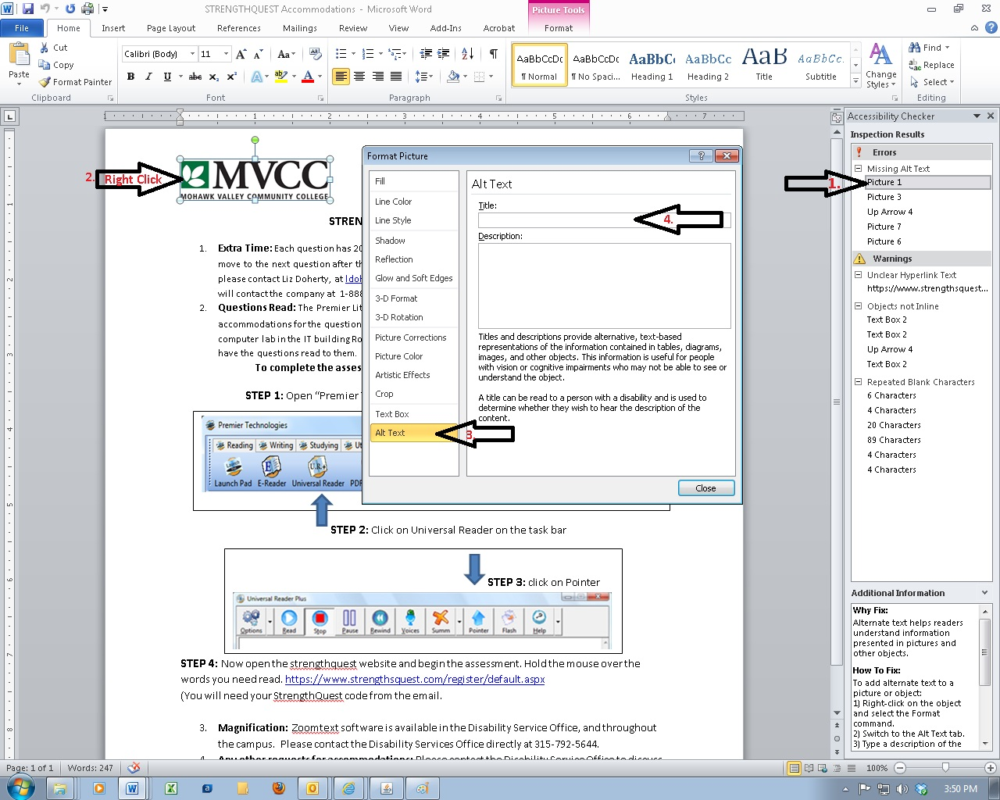 STRENGTHQUEST Accommodations - Microsoft Word
Picture Tools
File Home Insert Page Layout References Mailings Review View Add-Ins Acrobat Format
Paste
Cut
Copy
Format Painter
Clipboard
Calibri (Body) 11
Font
Paragraph
AaBbCcDc AaBbCcDc AaBbCc AaBbCc AaB AaBbCc.
¶ Normal ¶ No Spaci... Heading 1 Heading 2 Title Subtitle
Change Styles
Styles
Find
Replace
Select
Editing
2. Right Click
MVCC
MOHAWK VALLEY COMMUNITY COLLEGE
STREN
1. Extra Time: Each question has 20
move to the next question after th
please contact Liz Doherty, at ldoh
will contact the company at 1-888
2. Questions Read: The Premier Lit
accommodations for the question
computer lab in the IT building Ro
have the questions read to them.
To complete the asses
STEP 1: Open “Premier T
Premier Technologies
Reading Writing Studying Ut
Launch Pad E-Reader Universal Reader PDF
STEP 2: Click on Universal Reader on the task bar
STEP 3: click on Pointer
Universal Reader Plus
Options Read Stop Pause Rewind Voices Summ Pointer Flash Help
STEP 4: Now open the strengthquest website and begin the assessment. Hold the mouse over the
words you need read. https://www.strengthsquest.com/register/default.aspx
(You will need your StrengthQuest code from the email.
3. Magnification: Zoomtext software is available in the Disability Service Office, and throughout
the campus. Please contact the Disability Services Office directly at 315-792-5644.
4. Any other requests for accommodations: Please contact the Disability Service Office to discuss
Format Picture
Fill
Line Color
Line Style
Shadow
Reflection
Glow and Soft Edges
3-D Format
3-D Rotation
Picture Corrections
Picture Color
Artistic Effects
Crop
Text Box
Alt Text
3.
Alt Text
Title:
4.
Description:
Titles and descriptions provide alternative, text-based
representations of the information contained in tables, diagrams,
images, and other objects. This information is useful for people
with vision or cognitive impairments who may not be able to see or
understand the object.
A title can be read to a person with a disability and is used to
determine whether they wish to hear the description of the
content.
Close
Accessibility Checker
Inspection Results
Errors
Missing Alt Text
1.
Picture 1
Picture 3
Up Arrow 4
Picture 7
Picture 6
Warnings
Unclear Hyperlink Text
https://www.strengthsquest...
Objects not Inline
Text Box 2
Text Box 2
Up Arrow 4
Text Box 2
Repeated Blank Characters
6 Characters
4 Characters
20 Characters
89 Characters
4 Characters
4 Characters
Additional Information
Why Fix:
Alternate text helps readers
understand information
presented in pictures and
other objects.
How To Fix:
To add alternate text to a
picture or object:
1) Right-click on the object
and select the Format
command.
2) Switch to the Alt Text tab.
3) Type a description of the
Page: 1 of 1 Words: 247 100%
3:50 PM